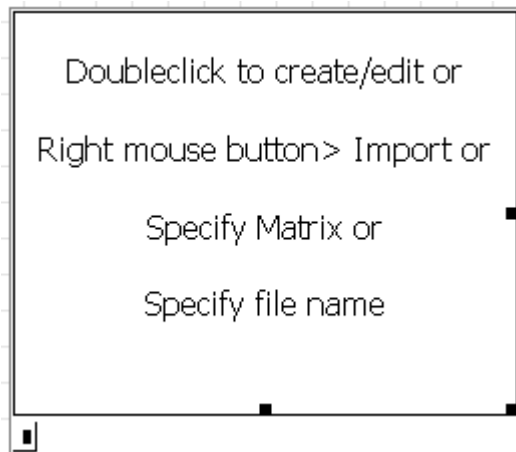 Doubleclick to create/edit or
Right mouse button> Import or
Specify Matrix or
Specify file name